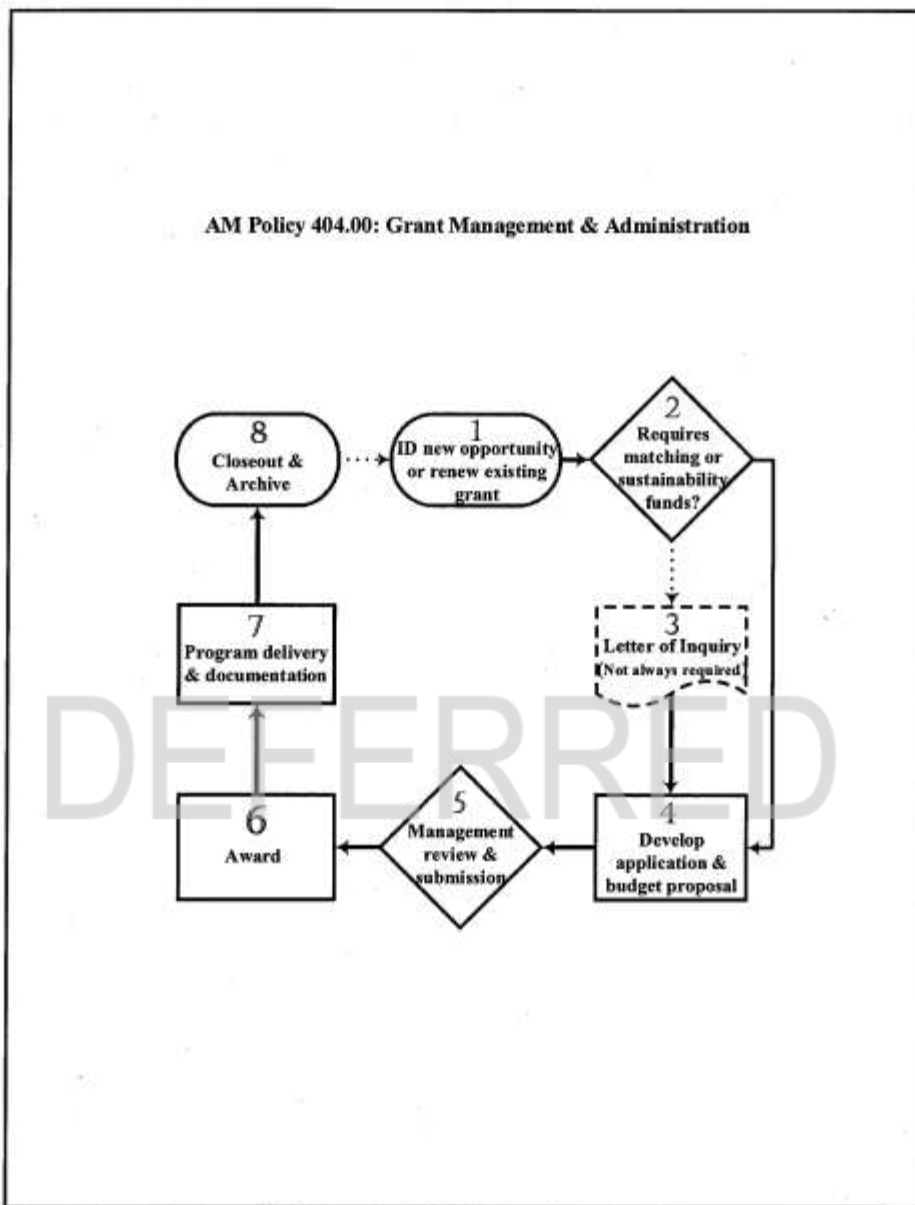 AM Policy 404.00: Grant Management & Administration
8
Closeout &
Archive
1
ID new opportunity
or renew existing
grant
2
Requires
matching or
sustainability
funds?
3
Letter of Inquiry
(Not always required)
7
Program delivery
& documentation
DEFERRED
6
Award
5
Management
review &
submission
4
Develop
application &
budget proposal